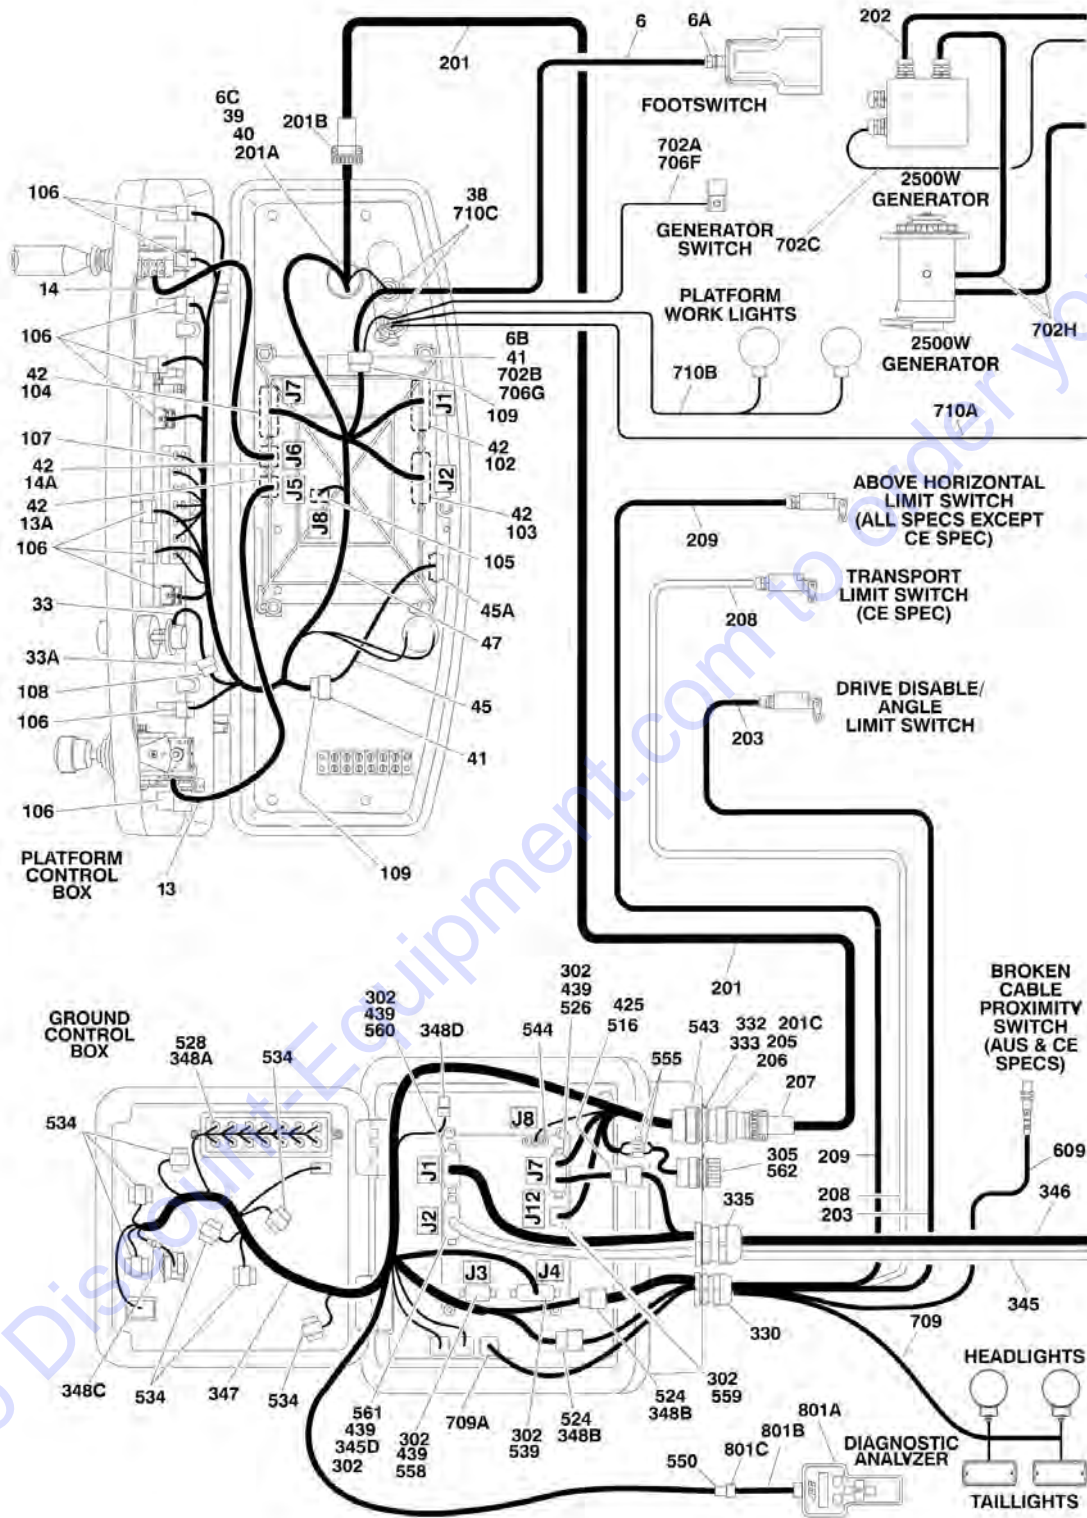 6
6A
202
201
FOOTSWITCH
6C
39
40
201A
201B
702A
706F
2500W
GENERATOR
106
38
710C
GENERATOR
SWITCH
702C
14
PLATFORM
WORK LIGHTS
702H
106
6B
41
702B
706G
109
2500W
GENERATOR
42
104
J7
J1
710B
710A
107
42
102
42
14A
J6
J5
J2
ABOVE HORIZONTAL
LIMIT SWITCH
(ALL SPECS EXCEPT
CE SPEC)
42
13A
J8
42
103
209
106
105
TRANSPORT
LIMIT SWITCH
(CE SPEC)
33
45A
208
47
33A
DRIVE DISABLE/
ANGLE
LIMIT SWITCH
108
45
203
106
41
106
PLATFORM
CONTROL
BOX
13
109
BROKEN
CABLE
PROXIMITY
SWITCH
(AUS & CE
SPECS)
GROUND
CONTROL
BOX
302
439
560
302
439
526
425
516
201
528
348A
534
348D
544
555
543
332
333
201C
205
206
207
534
J8
J1
J7
305
562
209
609
J2
J12
335
208
346
203
J3
J4
345
330
709
348C
534
347
534
561
439
345D
302
302
439
558
709A
302
539
524
348B
524
348B
302
559
HEADLIGHTS
801A
801B
801C
550
DIAGNOSTIC
ANALYZER
TAILLIGHTS
Discount-Equipment.com to order yo